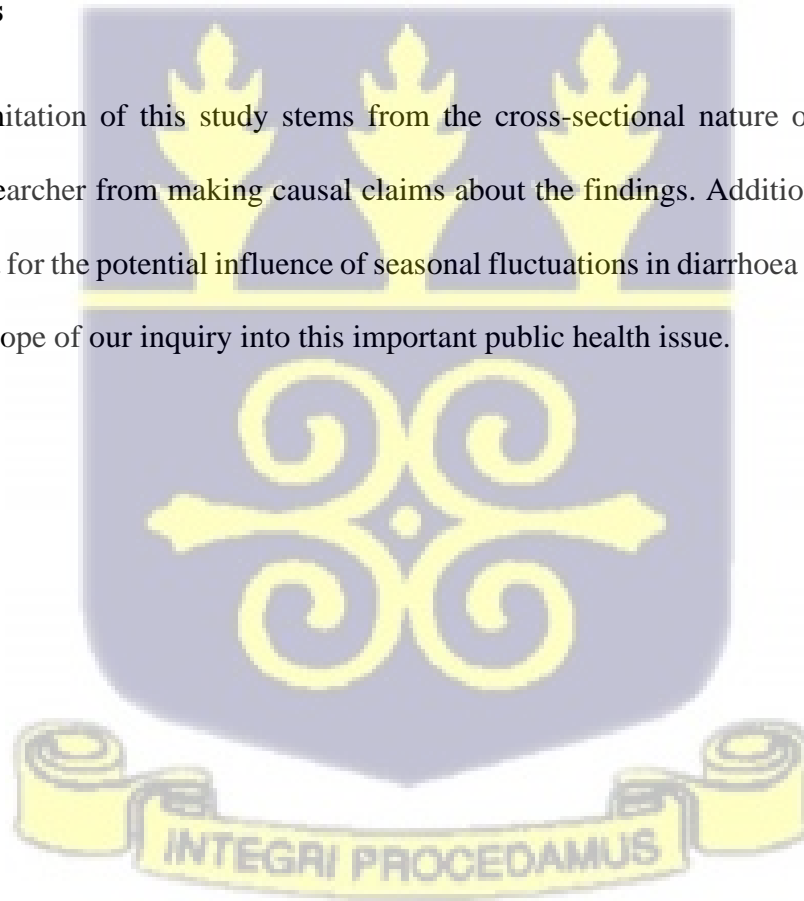 s
nitation of this study stems from the cross-sectional nature o
earcher from making causal claims about the findings. Additio
for the potential influence of seasonal fluctuations in diarrhoea
ope of our inquiry into this important public health issue.
INTEGRI PROCEDAMUS